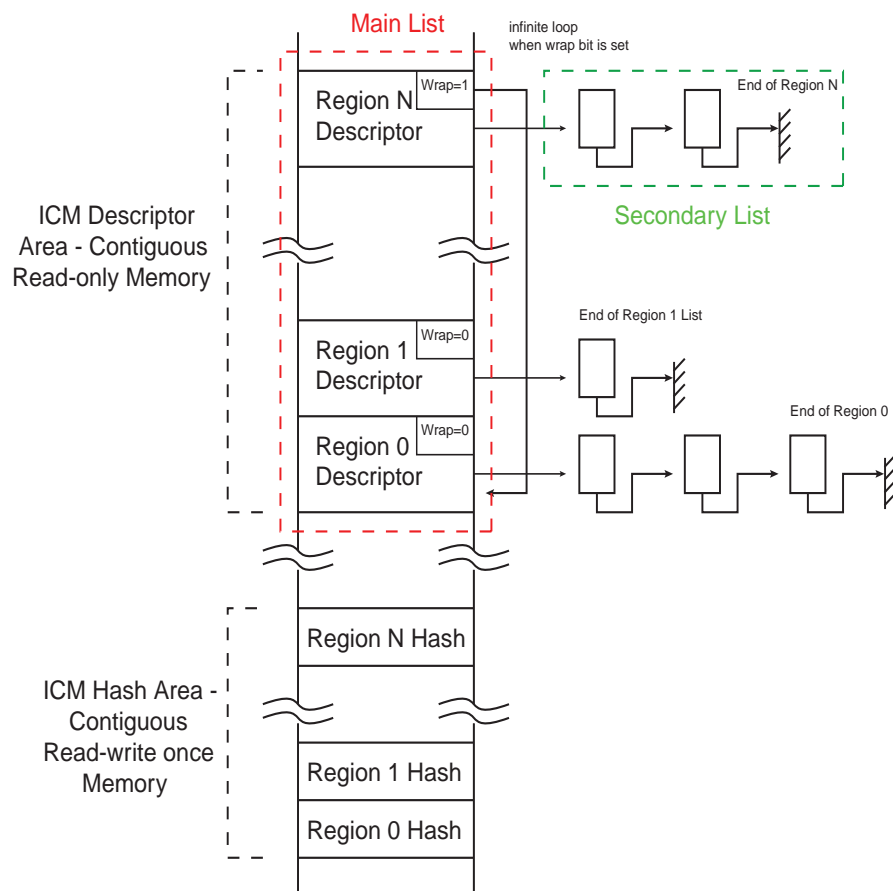 Main List
infinite loop
when wrap bit is set
Wrap=1
Region N
Descriptor
End of Region N
Secondary List
ICM Descriptor
Area - Contiguous
Read-only Memory
End of Region 1 List
Wrap=0
Region 1
Descriptor
End of Region 0
Wrap=0
Region 0
Descriptor
Region N Hash
ICM Hash Area -
Contiguous
Read-write once
Memory
Region 1 Hash
Region 0 Hash